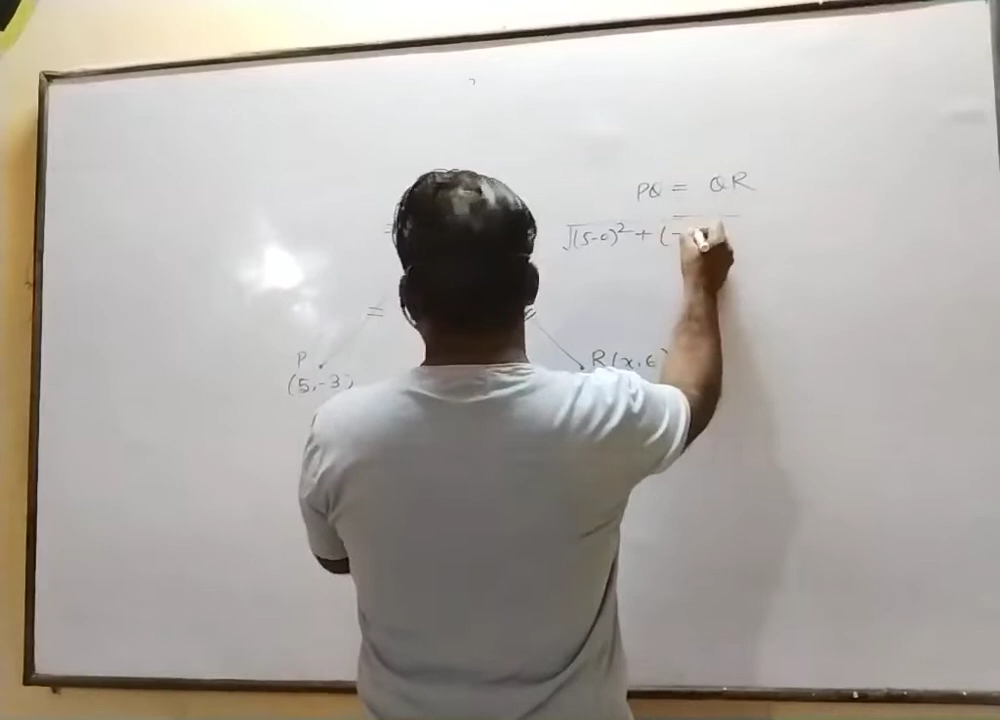 PQ = QR
= √(5-0)² + (-
=
P R(x, 6)
(5, -3)